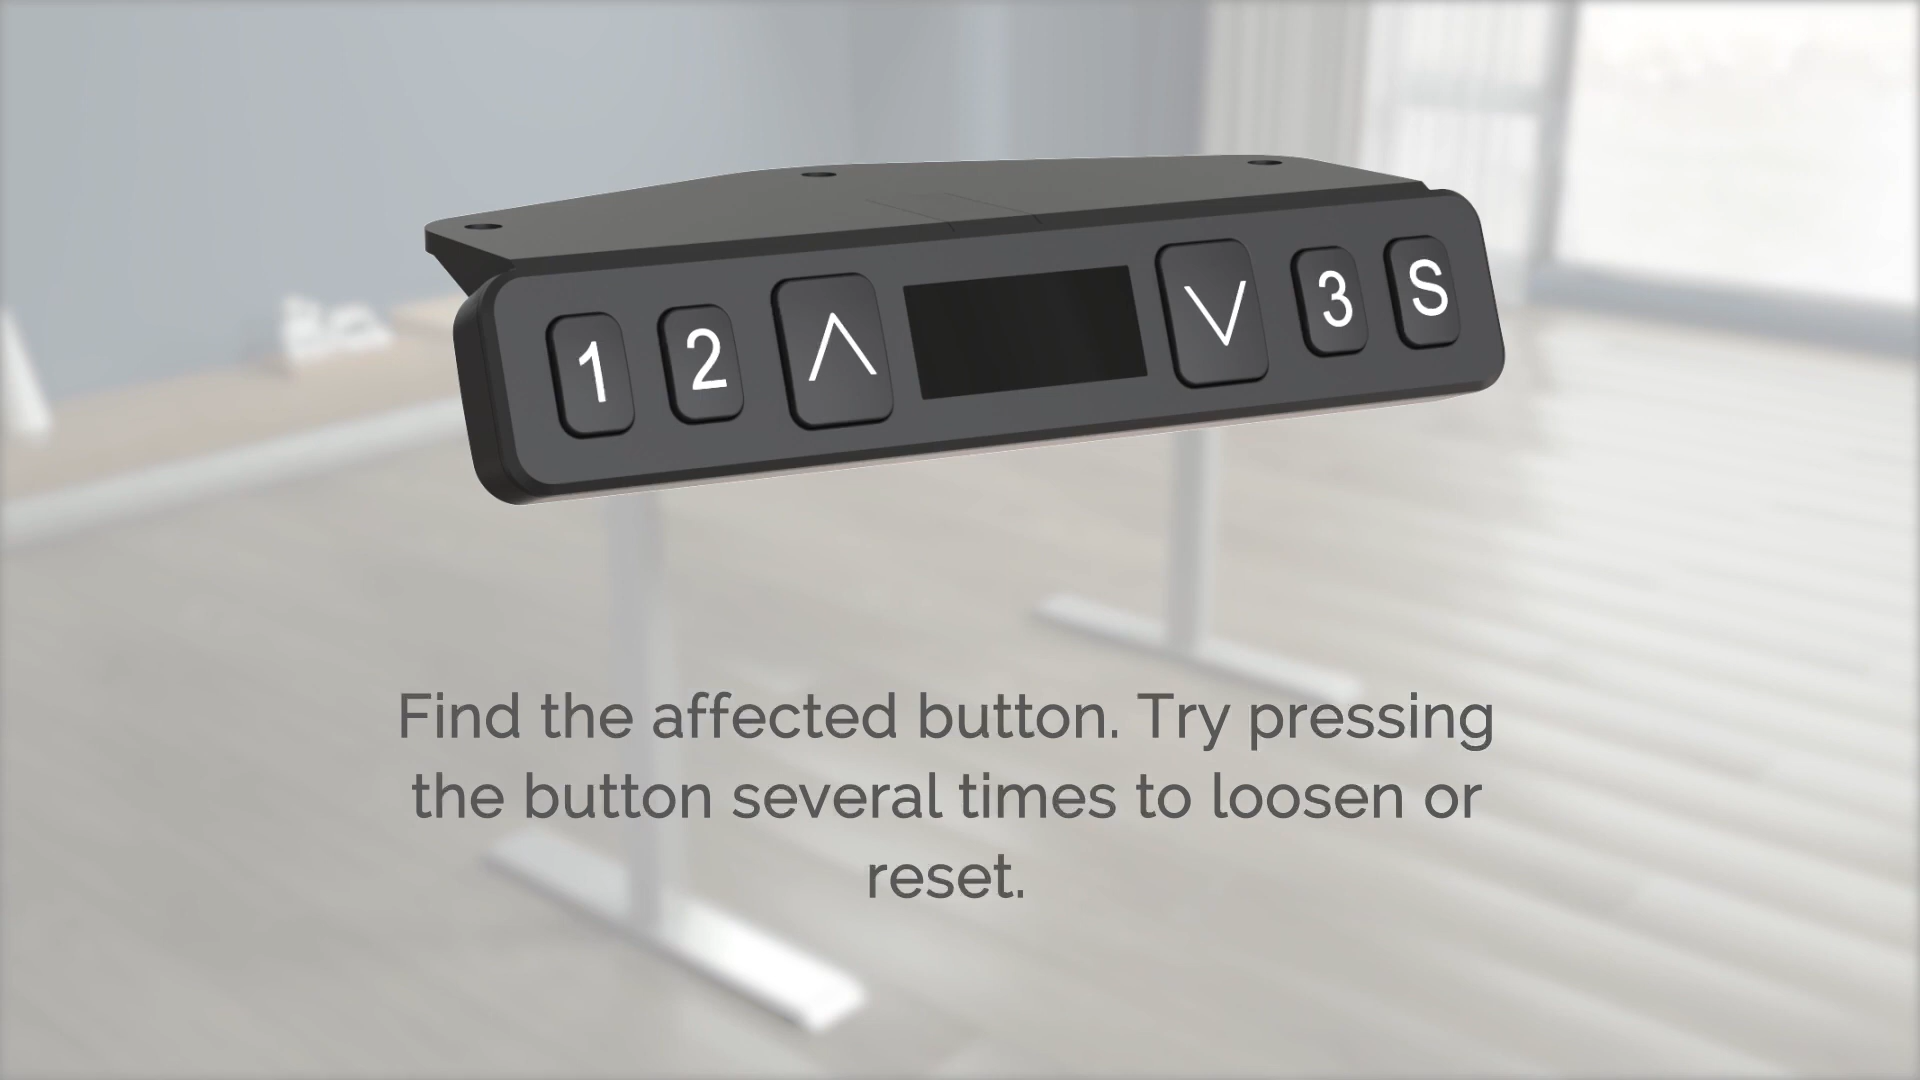 1 2 ∧ ∨ 3 S
Find the affected button. Try pressing
the button several times to loosen or
reset.